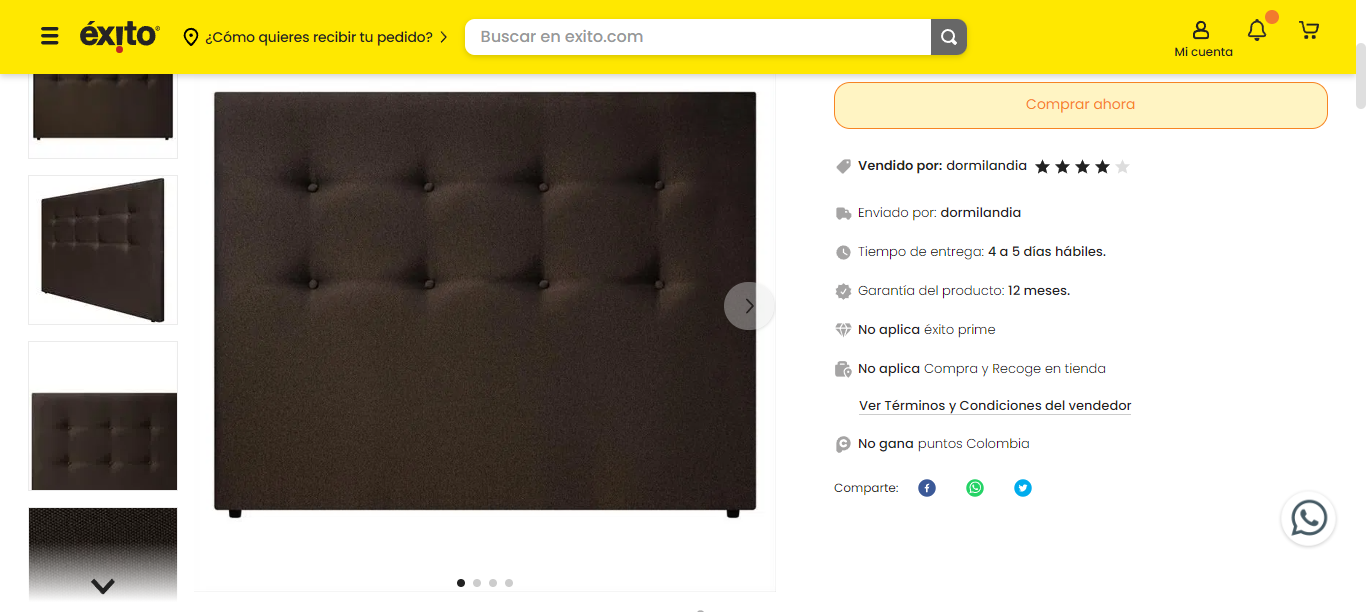 éxito
¿Cómo quieres recibir tu pedido?
Buscar en exito.com
Mi cuenta
Comprar ahora
Vendido por: dormilandia
Enviado por: dormilandia
Tiempo de entrega: 4 a 5 días hábiles.
Garantía del producto: 12 meses.
No aplica éxito prime
No aplica Compra y Recoge en tienda
Ver Términos y Condiciones del vendedor
No gana puntos Colombia
Comparte: